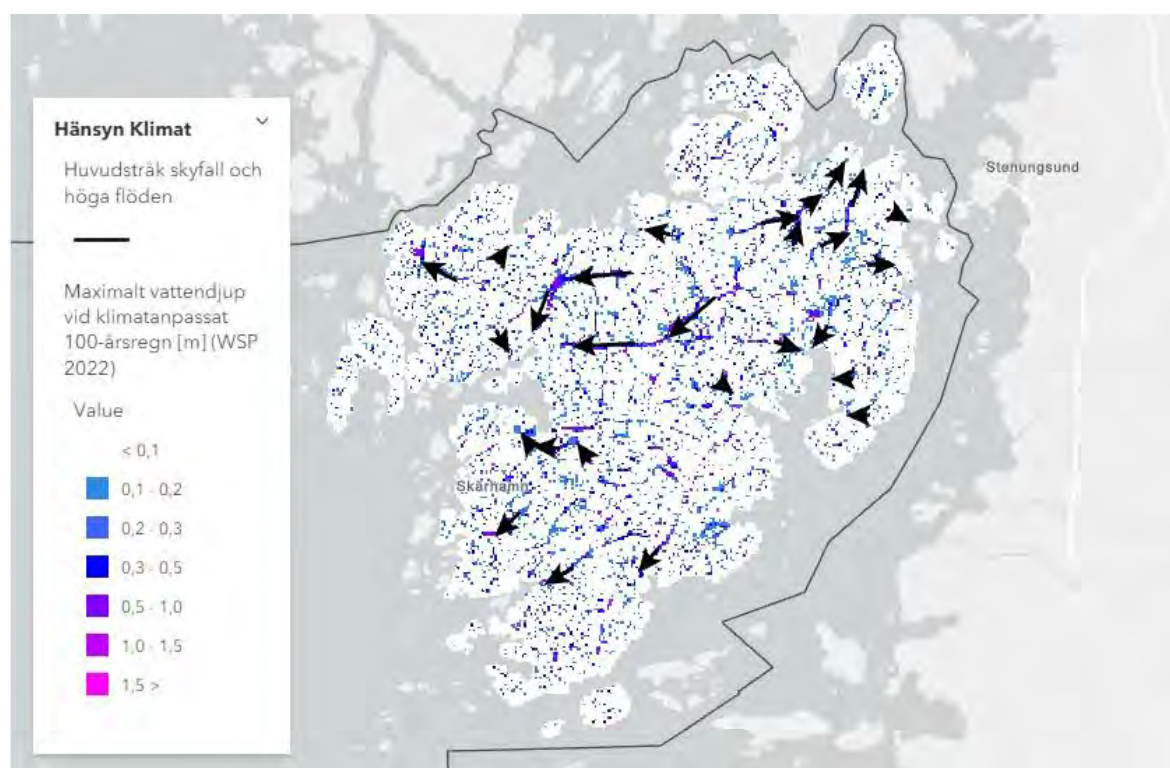 Hänsyn Klimat
Huvudstråk skyfall och
höga flöden
Maximalt vattendjup
vid klimatanpassat
100-årsregn [m] (WSP
2022)
Value
< 0,1
0,1 - 0,2
0,2 - 0,3
0,3 - 0,5
0,5 - 1,0
1,0 - 1,5
1,5 >
Stenungsund
Skärhamn